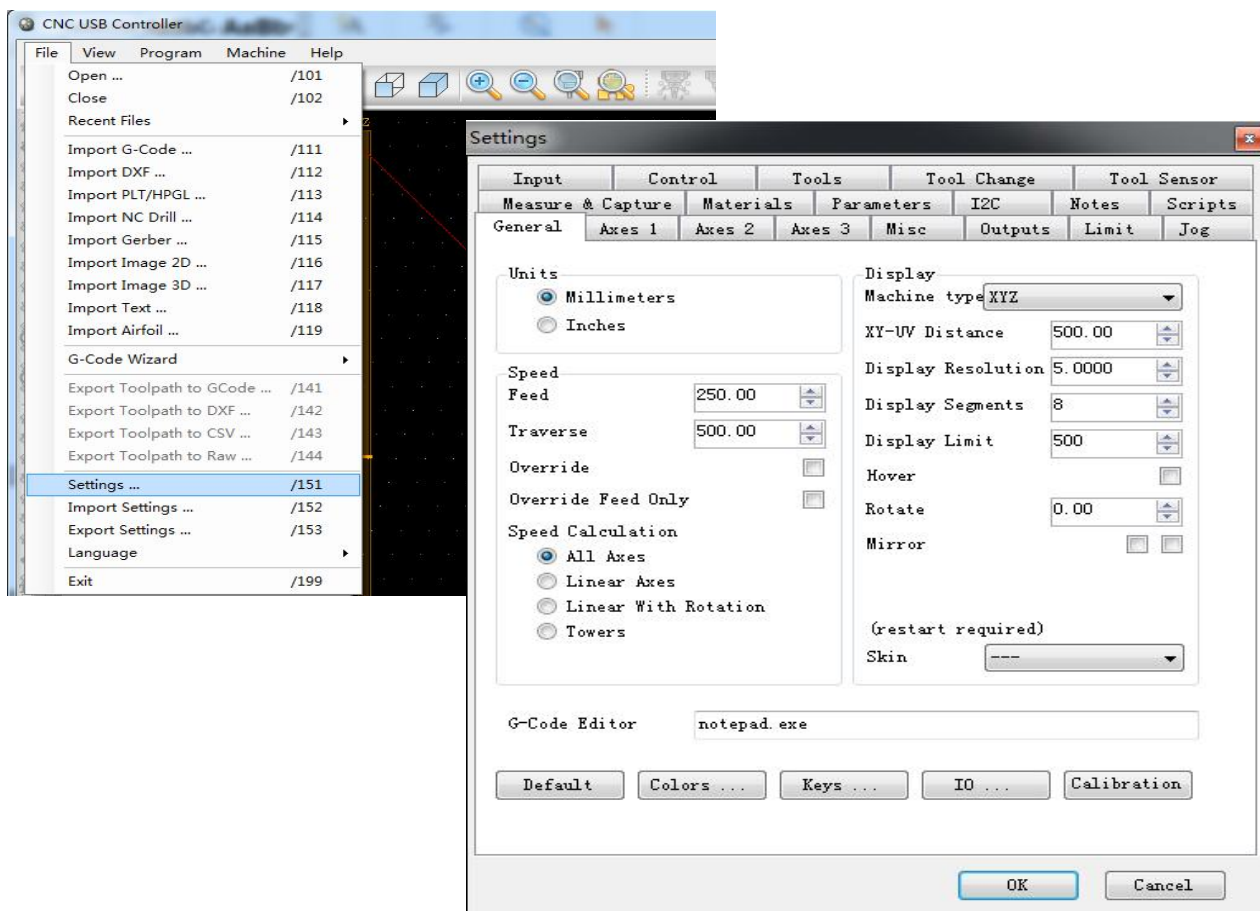 CNC USB Controller
File View Program Machine Help
Open ... /101
Close /102
Recent Files
Import G-Code ... /111
Import DXF ... /112
Import PLT/HPGL ... /113
Import NC Drill ... /114
Import Gerber ... /115
Import Image 2D ... /116
Import Image 3D ... /117
Import Text ... /118
Import Airfoil ... /119
G-Code Wizard
Export Toolpath to GCode ... /141
Export Toolpath to DXF ... /142
Export Toolpath to CSV ... /143
Export Toolpath to Raw ... /144
Settings ... /151
Import Settings ... /152
Export Settings ... /153
Language
Exit /199
Z
Settings
Input Control Tools Tool Change Tool Sensor
Measure & Capture Materials Parameters I2C Notes Scripts
General Axes 1 Axes 2 Axes 3 Misc Outputs Limit Jog
Units
Millimeters
Inches
Speed
Feed 250.00
Traverse 500.00
Override
Override Feed Only
Speed Calculation
All Axes
Linear Axes
Linear With Rotation
Towers
Display
Machine type XYZ
XY-UV Distance 500.00
Display Resolution 5.0000
Display Segments 8
Display Limit 500
Hover
Rotate 0.00
Mirror
(restart required)
Skin ---
G-Code Editor notepad.exe
Default Colors ... Keys ... IO ... Calibration
OK Cancel